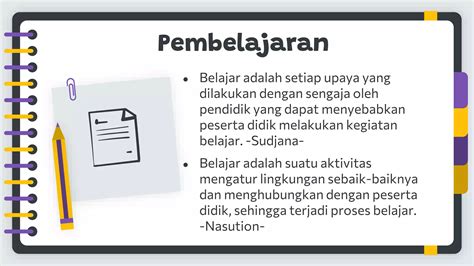 Pembelajaran
● Belajar adalah setiap upaya yang
dilakukan dengan sengaja oleh
pendidik yang dapat menyebabkan
peserta didik melakukan kegiatan
belajar. -Sudjana-
● Belajar adalah suatu aktivitas
mengatur lingkungan sebaik-baiknya
dan menghubungkan dengan peserta
didik, sehingga terjadi proses belajar.
-Nasution-